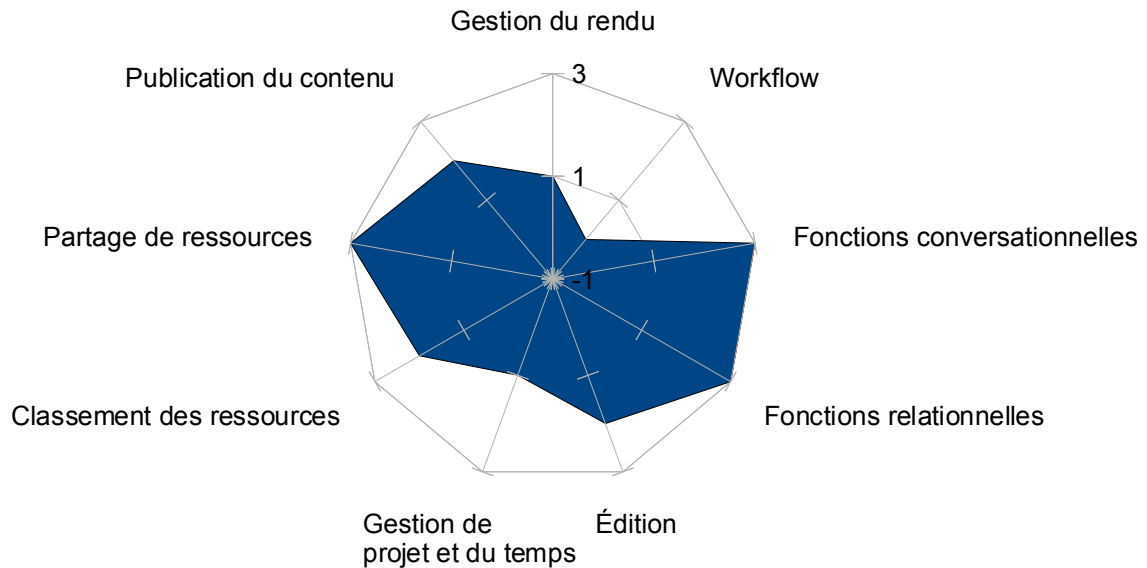 Gestion du rendu
Publication du contenu
3
Workflow
1
Partage de ressources
Fonctions conversationnelles
-1
Classement des ressources
Fonctions relationnelles
Gestion de
projet et du temps
Édition